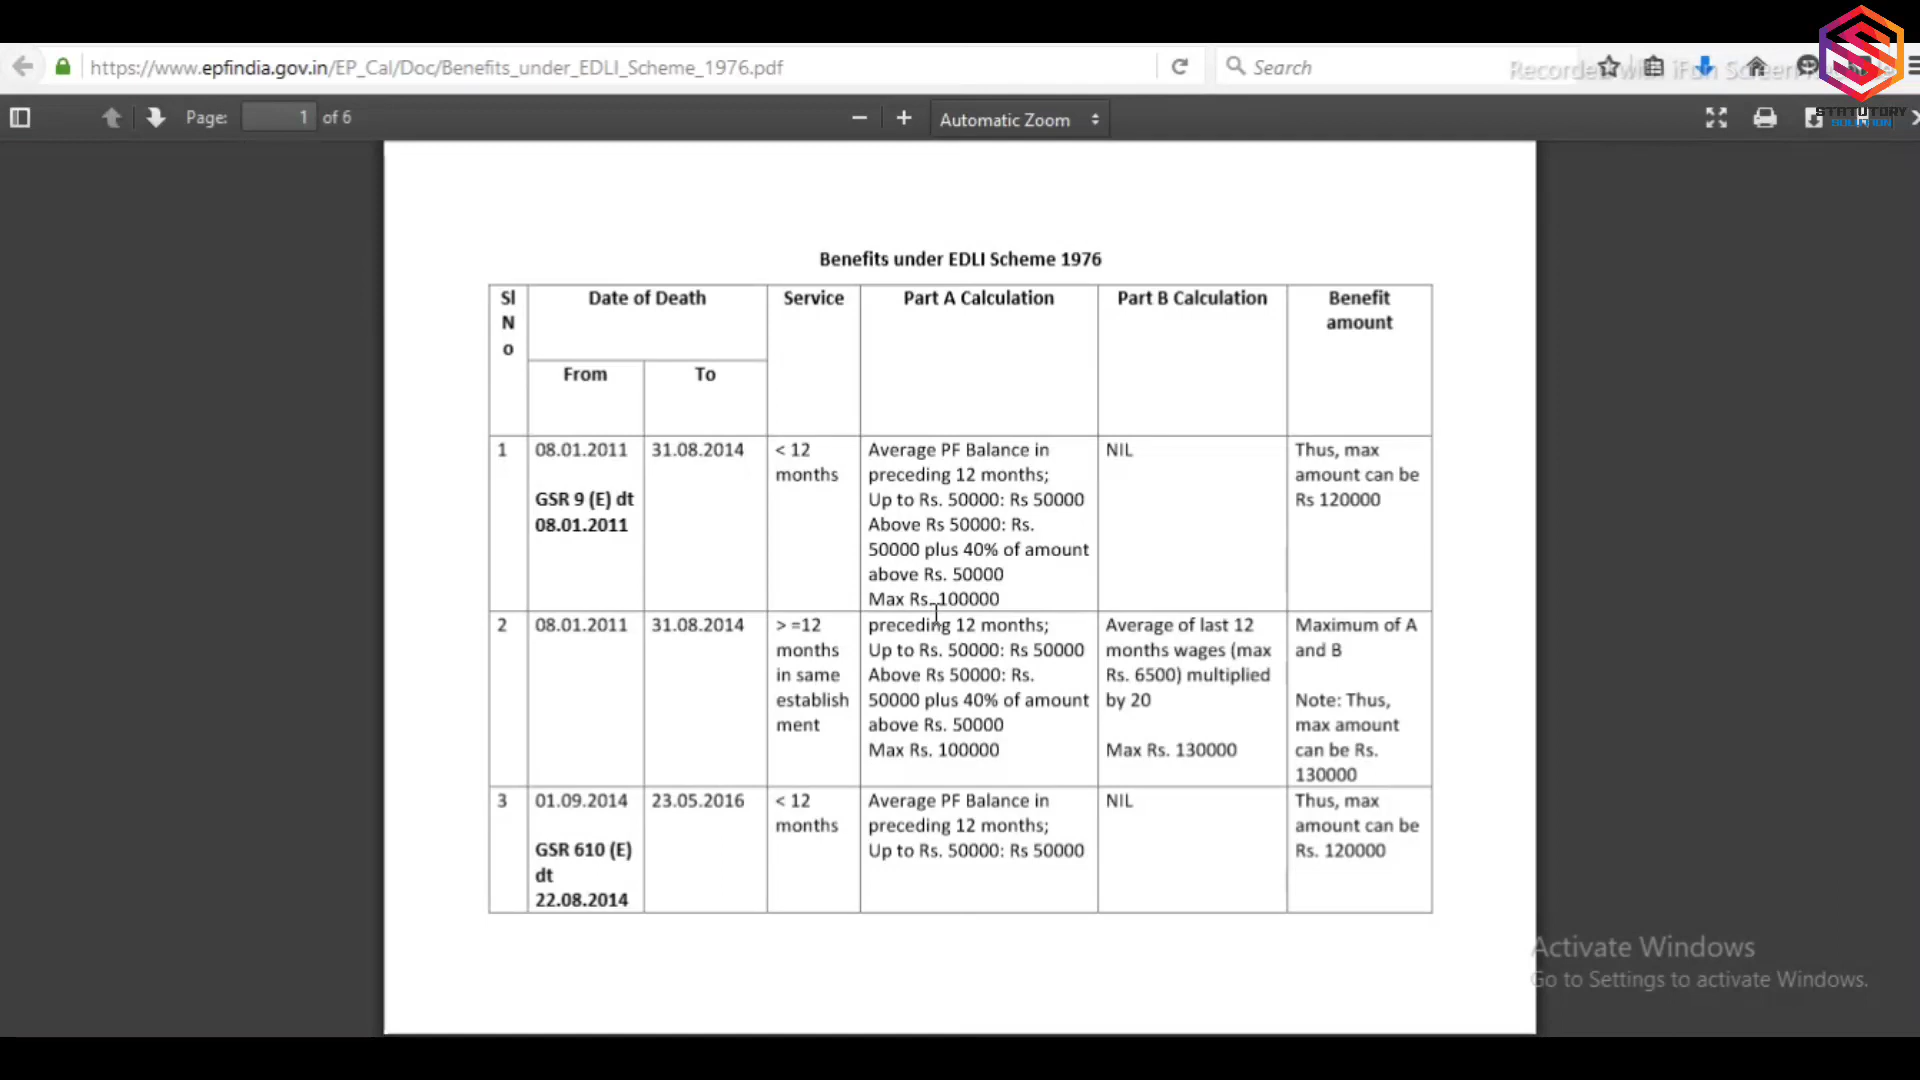 https://www.epfindia.gov.in/EP_Cal/Doc/Benefits_under_EDLI_Scheme_1976.pdf
Search
Recorded with iFun Screen
STATUTORY
SOLUTION
Page: 1 of 6
Automatic Zoom
Benefits under EDLI Scheme 1976
Sl
N
o
Date of Death
Service
Part A Calculation
Part B Calculation
Benefit
amount
From
To
1
08.01.2011
GSR 9 (E) dt
08.01.2011
31.08.2014
< 12
months
Average PF Balance in
preceding 12 months;
Up to Rs. 50000: Rs 50000
Above Rs 50000: Rs.
50000 plus 40% of amount
above Rs. 50000
Max Rs. 100000
NIL
Thus, max
amount can be
Rs 120000
2
08.01.2011
31.08.2014
> =12
months
in same
establish
ment
preceding 12 months;
Up to Rs. 50000: Rs 50000
Above Rs 50000: Rs.
50000 plus 40% of amount
above Rs. 50000
Max Rs. 100000
Average of last 12
months wages (max
Rs. 6500) multiplied
by 20
Max Rs. 130000
Maximum of A
and B
Note: Thus,
max amount
can be Rs.
130000
3
01.09.2014
GSR 610 (E)
dt
22.08.2014
23.05.2016
< 12
months
Average PF Balance in
preceding 12 months;
Up to Rs. 50000: Rs 50000
NIL
Thus, max
amount can be
Rs. 120000
Activate Windows
Go to Settings to activate Windows.